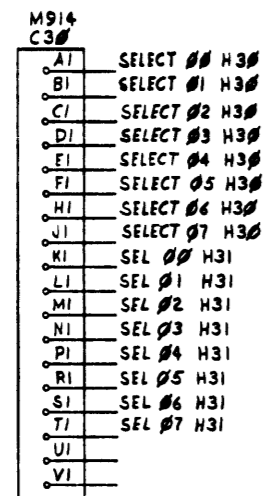 M914
C3Ø
A1 SELECT ØØ H3Ø
B1 SELECT Ø1 H3Ø
C1 SELECT Ø2 H3Ø
D1 SELECT Ø3 H3Ø
E1 SELECT Ø4 H3Ø
F1 SELECT Ø5 H3Ø
H1 SELECT Ø6 H3Ø
J1 SELECT Ø7 H3Ø
K1 SEL ØØ H31
L1 SEL Ø1 H31
M1 SEL Ø2 H31
N1 SEL Ø3 H31
P1 SEL Ø4 H31
R1 SEL Ø5 H31
S1 SEL Ø6 H31
T1 SEL Ø7 H31
U1
V1